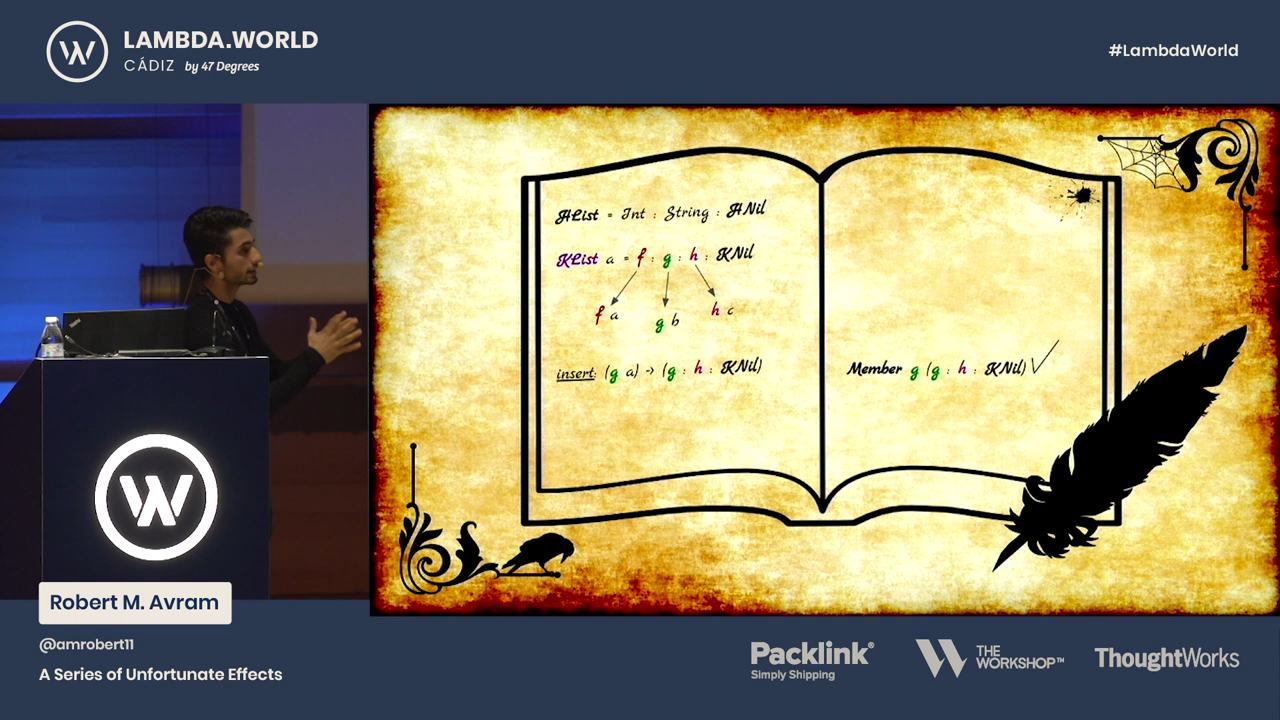 LAMBDA.WORLD
CÁDIZ by 47 Degrees
#LambdaWorld
HList = Int : String : HNil
KList a = f : g : h : KNil
f a g b h c
insert: (g a) -> (g : h : KNil)
Member g (g : h : KNil)
Robert M. Avram
@amrobert11
A Series of Unfortunate Effects
Packlink®
Simply Shipping
THE
WORKSHOP™
ThoughtWorks